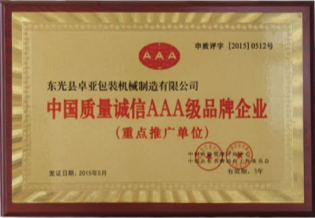 AAA
申质评字 [2015] 0512号
东光县卓亚包装机械制造有限公司
中国质量诚信AAA级品牌企业
(重点推广单位)
发证日期: 2015年5月
有效期: 3年